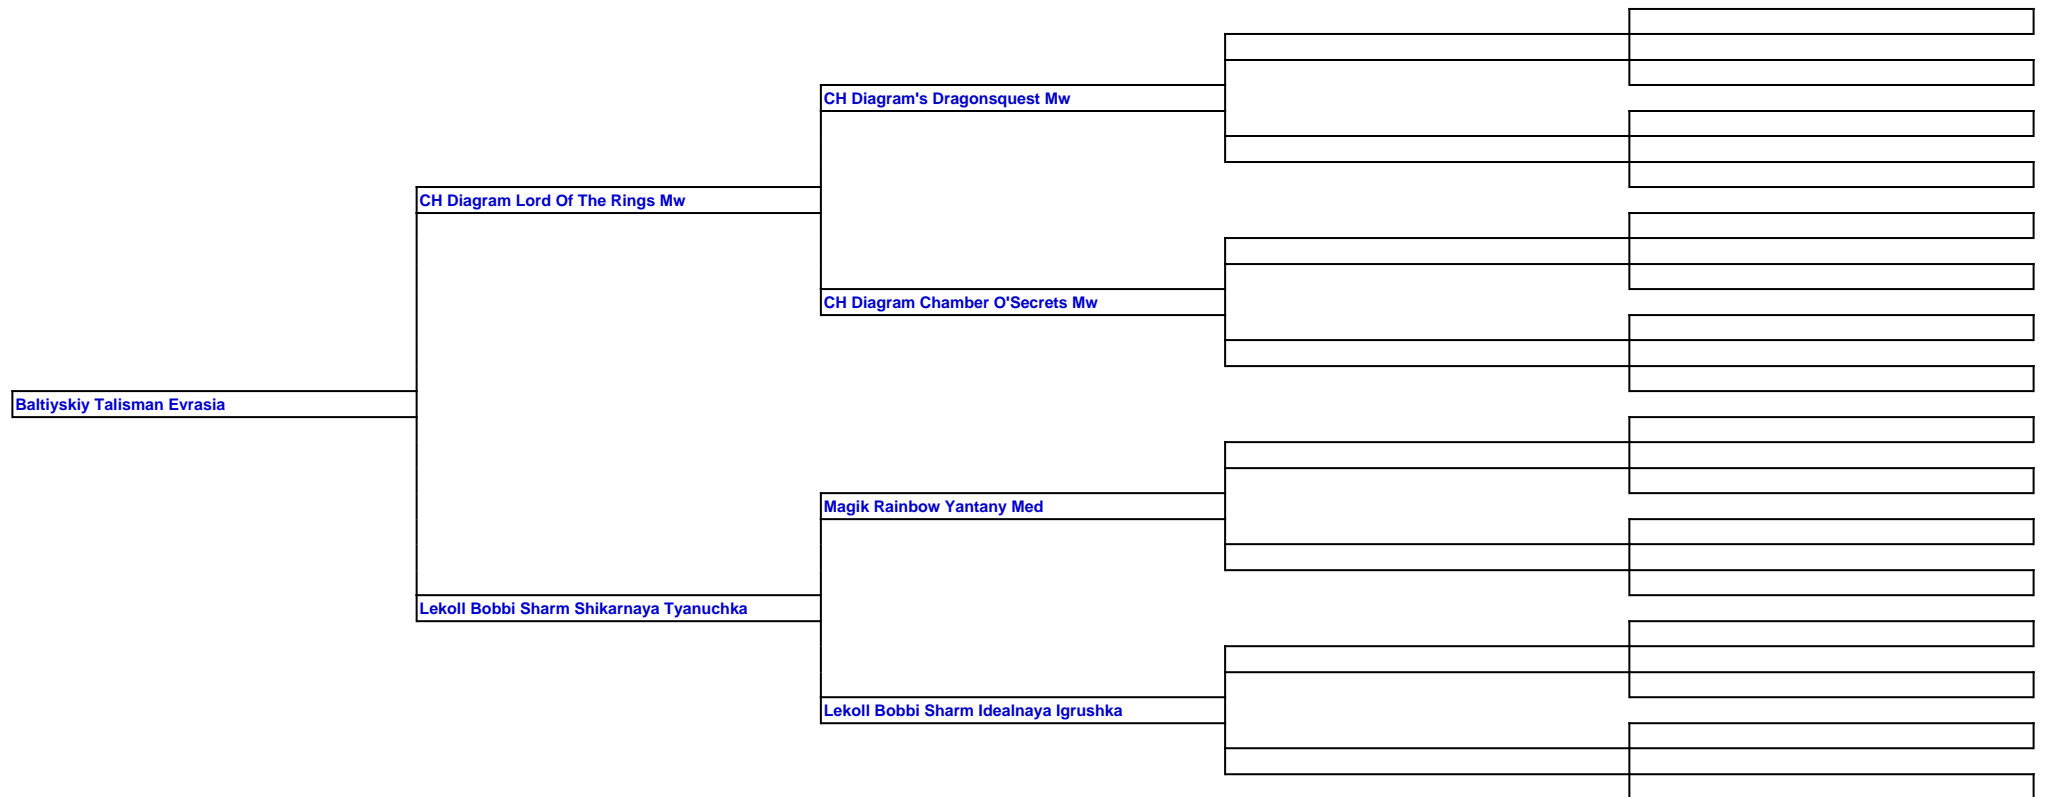 CH Diagram's Dragonsquest Mw
CH Diagram Lord Of The Rings Mw
CH Diagram Chamber O'Secrets Mw
Baltiyskiy Talisman Evrasia
Magik Rainbow Yantany Med
Lekoll Bobbi Sharm Shikarnaya Tyanuchka
Lekoll Bobbi Sharm Idealnaya Igrushka